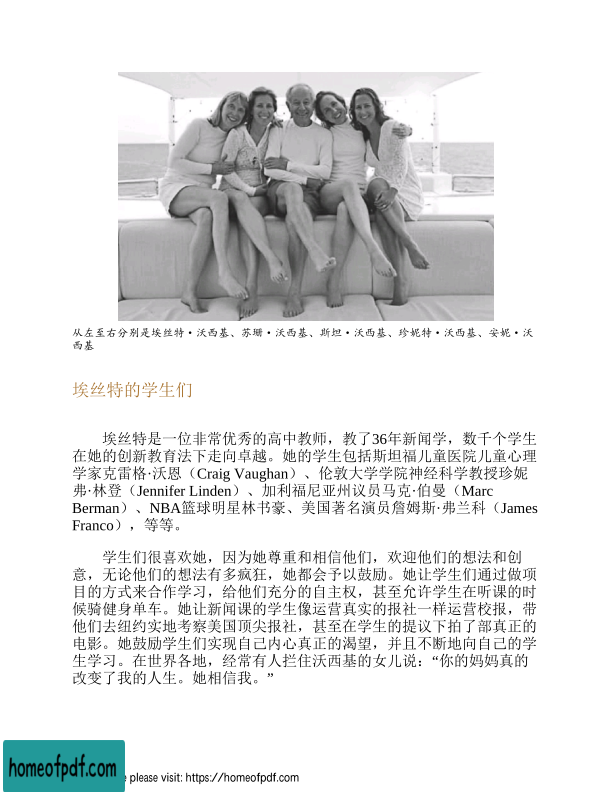 从左至右分别是埃丝特·沃西基、苏珊·沃西基、斯坦·沃西基、珍妮特·沃西基、安妮·沃
西基
埃丝特的学生们
埃丝特是一位非常优秀的高中教师，教了36年新闻学，数千个学生
在她的创新教育法下走向卓越。她的学生包括斯坦福儿童医院儿童心理
学家克雷格·沃恩（Craig Vaughan）、伦敦大学学院神经科学教授珍妮
弗·林登（Jennifer Linden）、加利福尼亚州议员马克·伯曼（Marc
Berman）、NBA篮球明星林书豪、美国著名演员詹姆斯·弗兰科（James
Franco），等等。
学生们很喜欢她，因为她尊重和相信他们，欢迎他们的想法和创
意，无论他们的想法有多疯狂，她都会予以鼓励。她让学生们通过做项
目的方式来合作学习，给他们充分的自主权，甚至允许学生在听课的时
候骑健身单车。她让新闻课的学生像运营真实的报社一样运营校报，带
他们去纽约实地考察美国顶尖报社，甚至在学生的提议下拍了部真正的
电影。她鼓励学生们实现自己内心真正的渴望，并且不断地向自己的学
生学习。在世界各地，经常有人拦住沃西基的女儿说：“你的妈妈真的
改变了我的人生。她相信我。”
homeofpdf.com
e please visit: https://homeofpdf.com